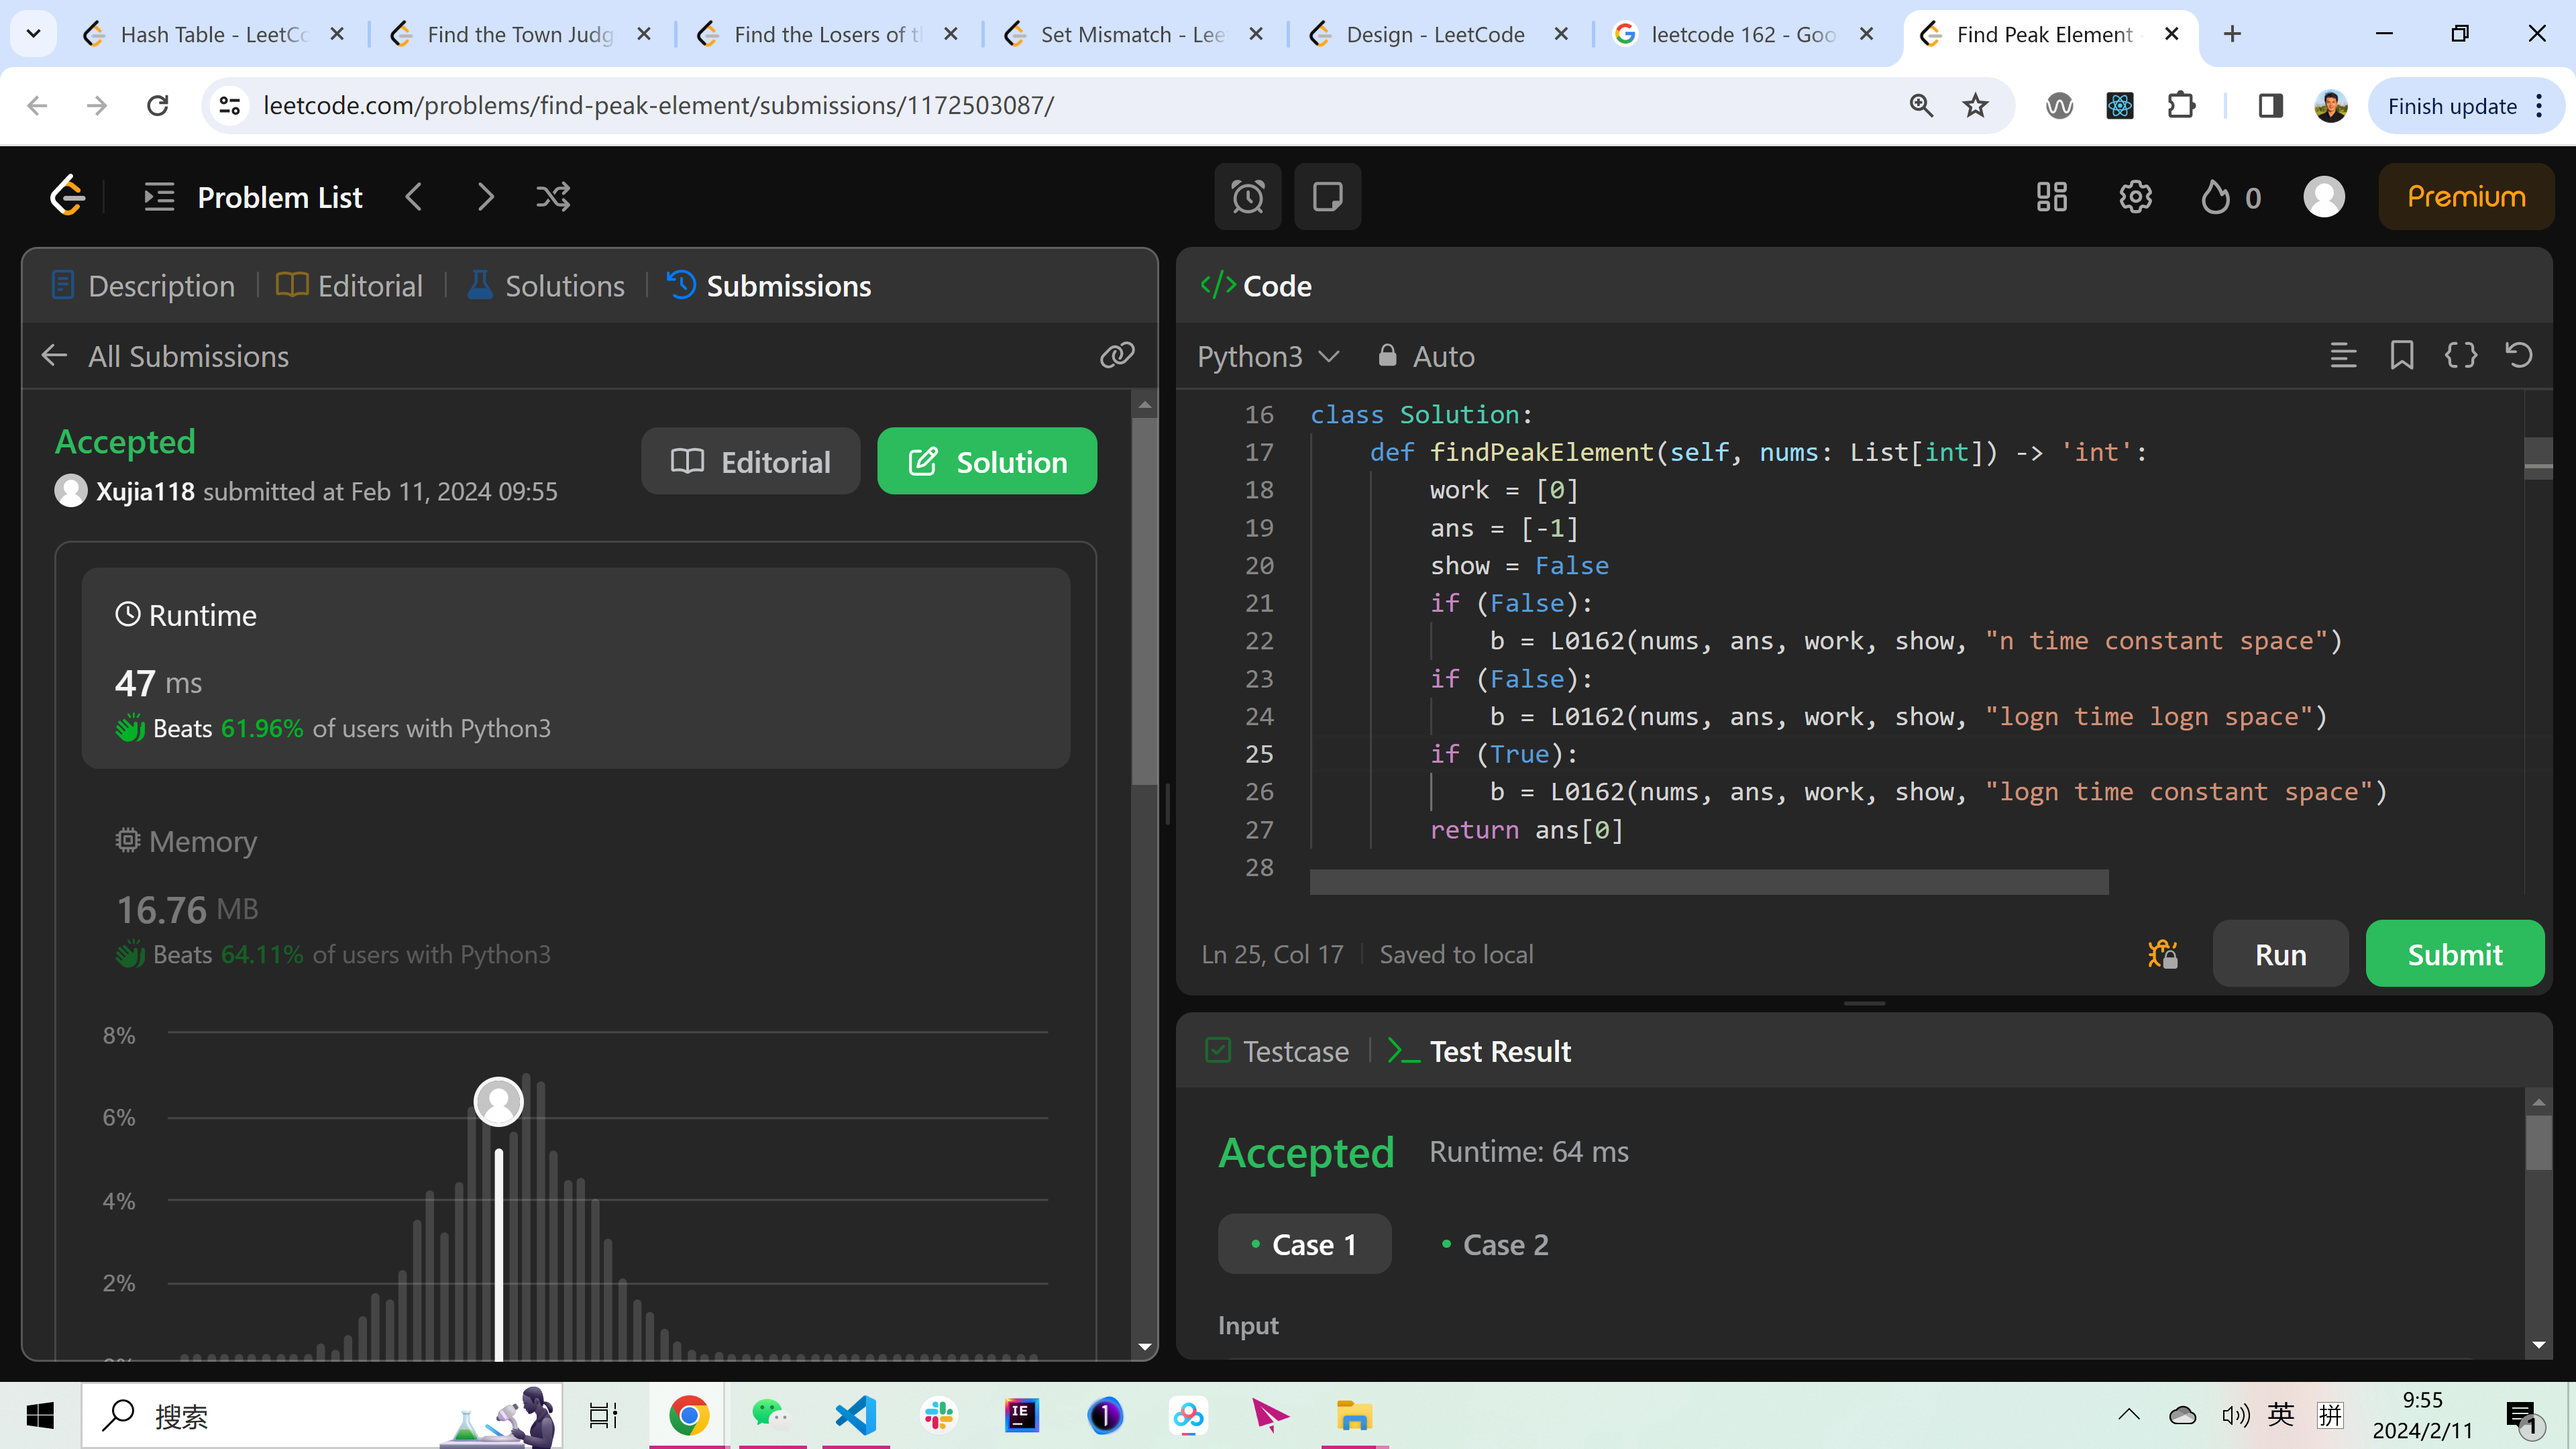 Hash Table - LeetCo
Find the Town Judg
Find the Losers of t
Set Mismatch - Lee
Design - LeetCode
leetcode 162 - Goo
Find Peak Element
leetcode.com/problems/find-peak-element/submissions/1172503087/
Finish update
Problem List
0
Premium
Description
Editorial
Solutions
Submissions
All Submissions
Accepted
Xujia118 submitted at Feb 11, 2024 09:55
Editorial
Solution
Runtime
47 ms
Beats 61.96% of users with Python3
Memory
16.76 MB
Beats 64.11% of users with Python3
8%
6%
4%
2%
Code
Python3
Auto
16 class Solution:
17 def findPeakElement(self, nums: List[int]) -> 'int':
18 work = [0]
19 ans = [-1]
20 show = False
21 if (False):
22 b = L0162(nums, ans, work, show, "n time constant space")
23 if (False):
24 b = L0162(nums, ans, work, show, "logn time logn space")
25 if (True):
26 b = L0162(nums, ans, work, show, "logn time constant space")
27 return ans[0]
28
Ln 25, Col 17
Saved to local
Run
Submit
Testcase
Test Result
Accepted
Runtime: 64 ms
Case 1
Case 2
Input
搜索
英
拼
9:55
2024/2/11
1